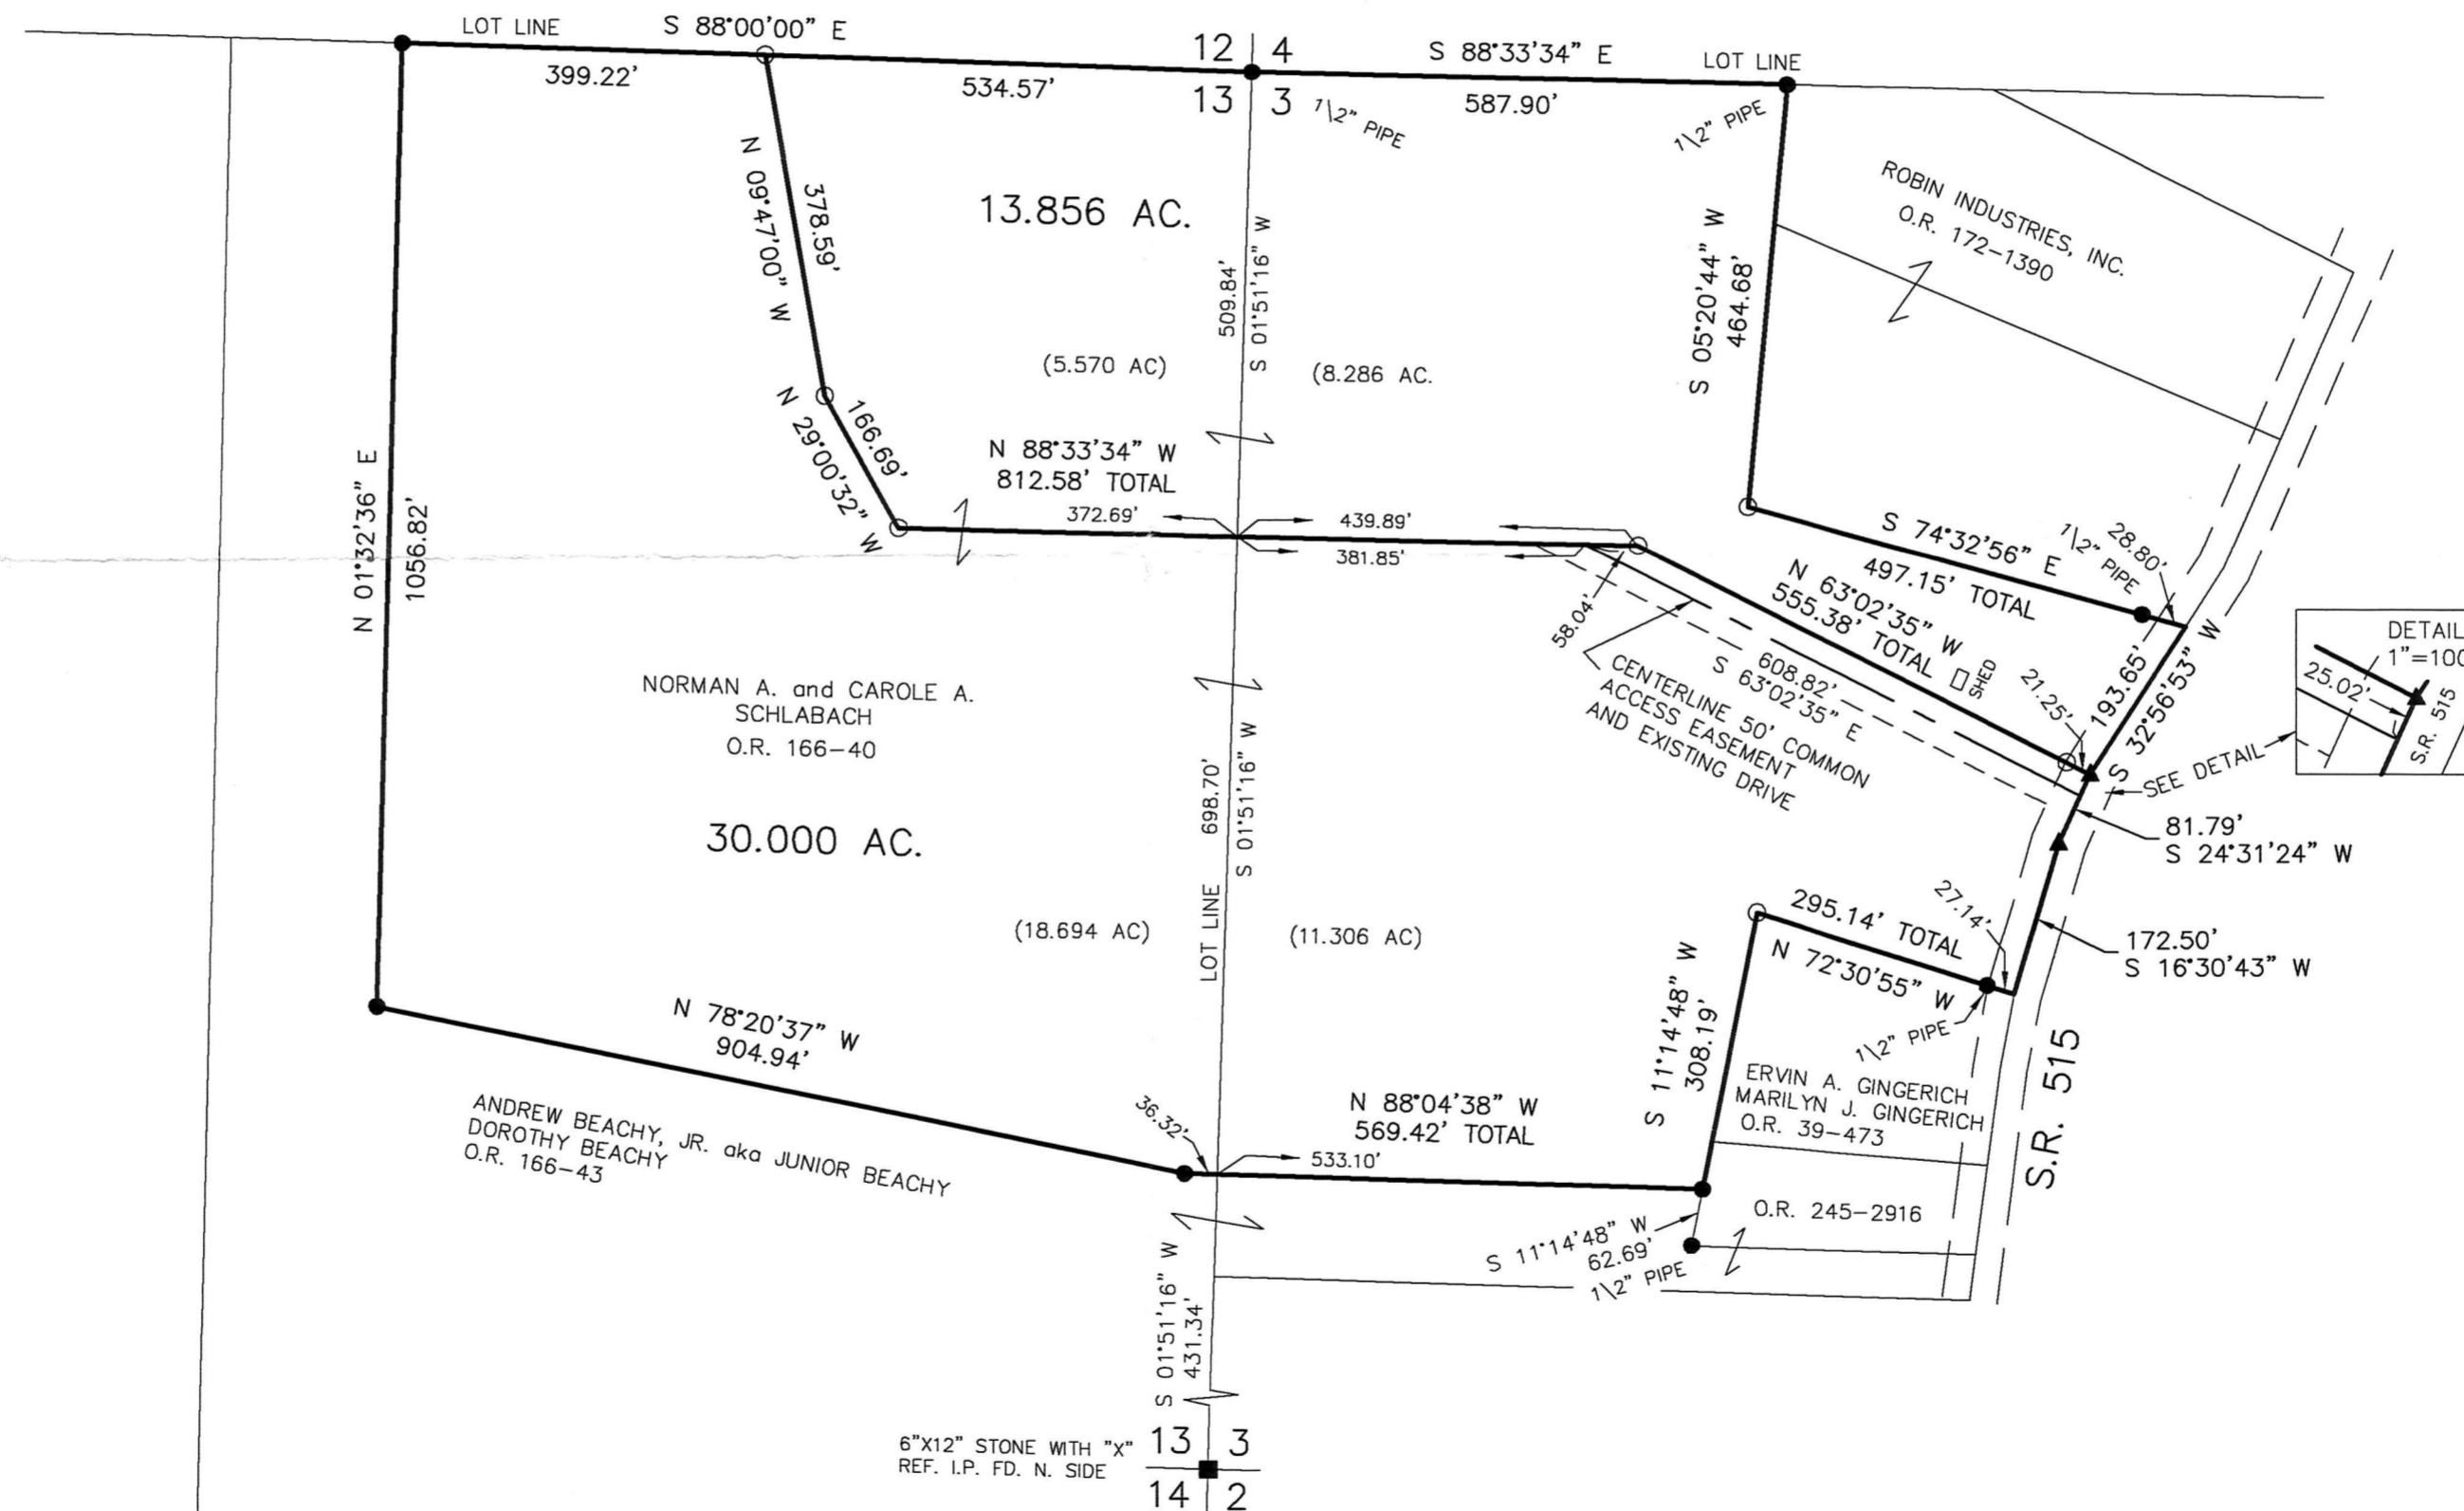 LOT LINE
S 88°00'00" E
399.22'
534.57'
12 4
13 3
1\2" PIPE
S 88°33'34" E
587.90'
LOT LINE
1\2" PIPE
N 09°47'00" W
378.59'
13.856 AC.
509.84'
S 01°51'16" W
S 05°20'44" W
464.68'
ROBIN INDUSTRIES, INC.
O.R. 172-1390
(5.570 AC)
(8.286 AC.
N 29°00'32" W
166.69'
N 88°33'34" W
812.58' TOTAL
372.69'
439.89'
381.85'
N 01°32'36" E
1056.82'
S 74°32'56" E
497.15' TOTAL
1\2" PIPE
28.80'
N 63°02'35" W
555.38' TOTAL
SHED
58.04'
608.82'
S 63°02'35" E
CENTERLINE 50' COMMON
ACCESS EASEMENT
AND EXISTING DRIVE
21.25'
193.65'
S 32°56'53" W
DETAIL
1"=100
25.02'
S.R. 515
SEE DETAIL
NORMAN A. and CAROLE A.
SCHLABACH
O.R. 166-40
30.000 AC.
698.70'
S 01°51'16" W
LOT LINE
81.79'
S 24°31'24" W
(18.694 AC)
(11.306 AC)
295.14' TOTAL
N 72°30'55" W
27.14'
1\2" PIPE
172.50'
S 16°30'43" W
S 11°14'48" W
308.19'
N 78°20'37" W
904.94'
ANDREW BEACHY, JR. aka JUNIOR BEACHY
DOROTHY BEACHY
O.R. 166-43
36.32'
N 88°04'38" W
569.42' TOTAL
533.10'
ERVIN A. GINGERICH
MARILYN J. GINGERICH
O.R. 39-473
S.R. 515
O.R. 245-2916
S 11°14'48" W
62.69'
1\2" PIPE
S 01°51'16" W
431.34'
6"X12" STONE WITH "X"
REF. I.P. FD. N. SIDE
13 3
14 2